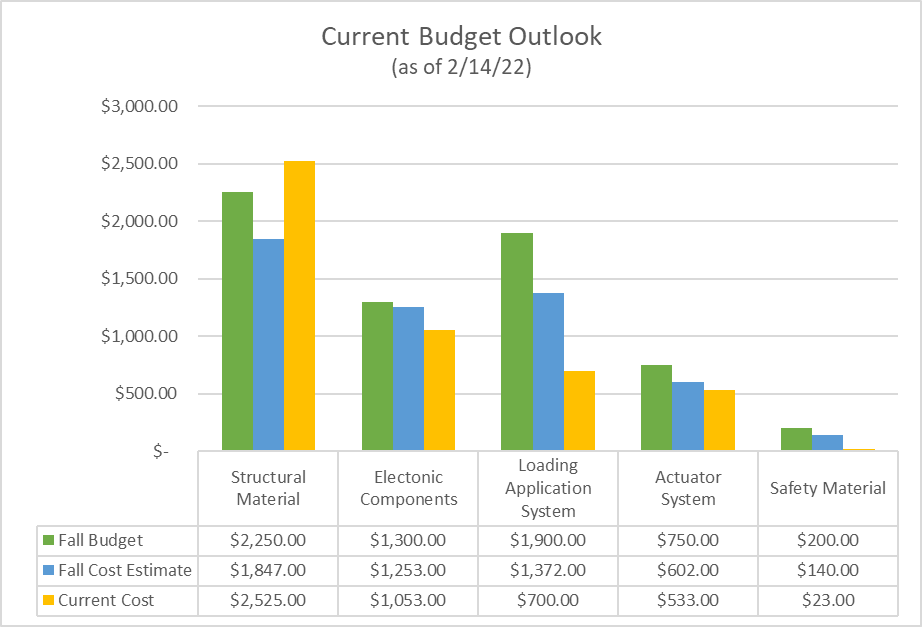 Current Budget Outlook
(as of 2/14/22)
$3,000.00
$2,500.00
$2,000.00
$1,500.00
$1,000.00
$500.00
$-
Structural
Material
Electonic
Components
Loading
Application
System
Actuator
System
Safety Material
Fall Budget $2,250.00 $1,300.00 $1,900.00 $750.00 $200.00
Fall Cost Estimate $1,847.00 $1,253.00 $1,372.00 $602.00 $140.00
Current Cost $2,525.00 $1,053.00 $700.00 $533.00 $23.00